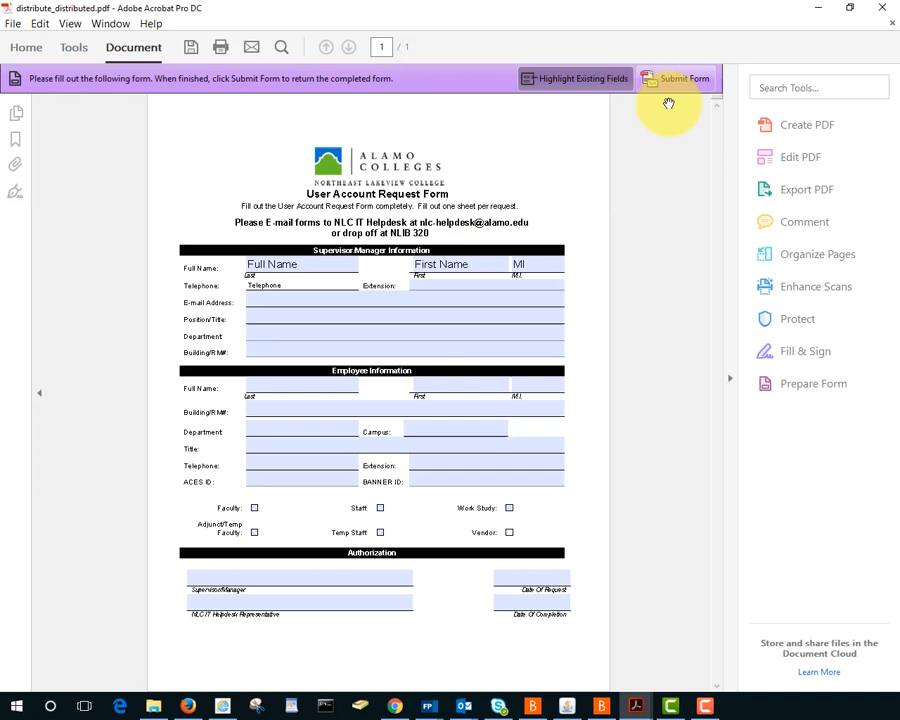 distribute_distributed.pdf - Adobe Acrobat Pro DC
File Edit View Window Help
Home Tools Document 1 / 1
Please fill out the following form. When finished, click Submit Form to return the completed form. Highlight Existing Fields Submit Form
Search Tools...
Create PDF
Edit PDF
Export PDF
Comment
Organize Pages
Enhance Scans
Protect
Fill & Sign
Prepare Form
Store and share files in the
Document Cloud
Learn More
ALAMO
COLLEGES
NORTHEAST LAKEVIEW COLLEGE
User Account Request Form
Fill out the User Account Request Form completely. Fill out one sheet per request.
Please E-mail forms to NLC IT Helpdesk at nlc-helpdesk@alamo.edu
or drop off at NLIB 320
Supervisor/Manager Information
Full Name: Full Name First Name MI
Last First M.I.
Telephone: Telephone Extension:
E-mail Address:
Position/Title:
Department:
Building/RM#:
Employee Information
Full Name:
Last First M.I.
Building/RM#:
Department: Campus:
Title:
Telephone: Extension:
ACES ID: BANNER ID:
Faculty: Staff Work Study:
Adjunct/Temp
Faculty: Temp Staff Vendor:
Authorization
Supervisor/Manager Date Of Request
NLC IT Helpdesk Representative Date Of Completion
FP